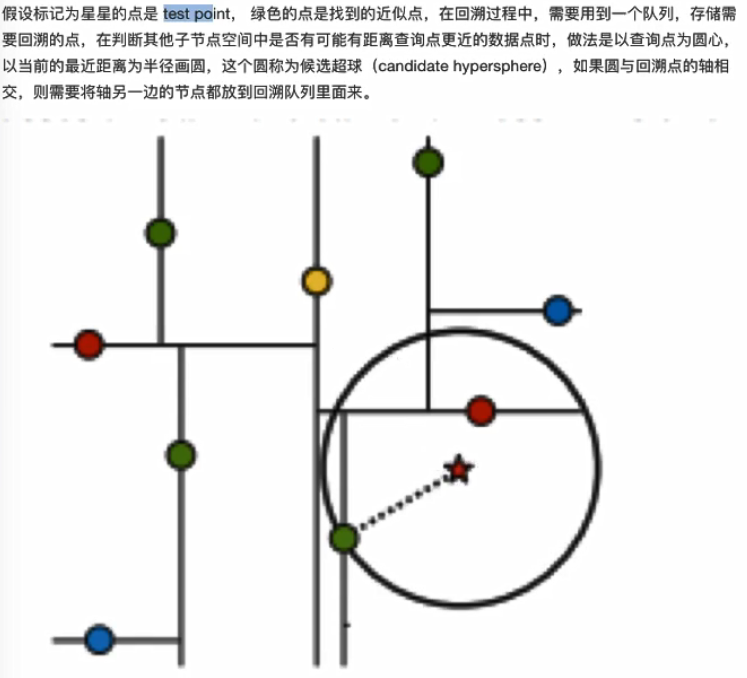 假设标记为星星的点是 test point， 绿色的点是找到的近似点，在回溯过程中，需要用到一个队列，存储需
要回溯的点，在判断其他子节点空间中是否有可能有距离查询点更近的数据点时，做法是以查询点为圆心，
以当前的最近距离为半径画圆，这个圆称为候选超球（candidate hypersphere），如果圆与回溯点的轴相
交，则需要将轴另一边的节点都放到回溯队列里面来。